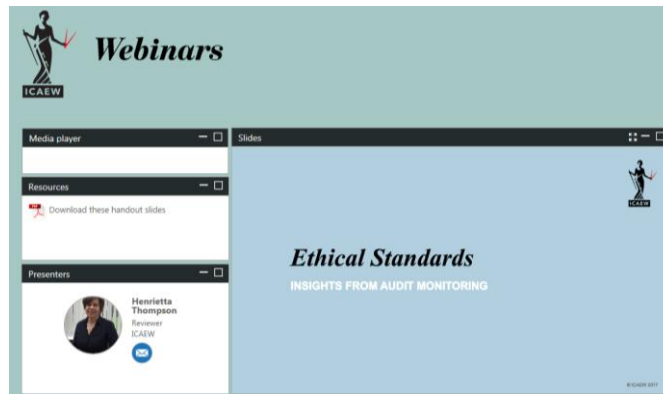 ICAEW
Webinars
Media player
Slides
Resources
Download these handout slides
Presenters
Henrietta
Thompson
Reviewer
ICAEW
ICAEW
Ethical Standards
INSIGHTS FROM AUDIT MONITORING
© ICAEW 2017